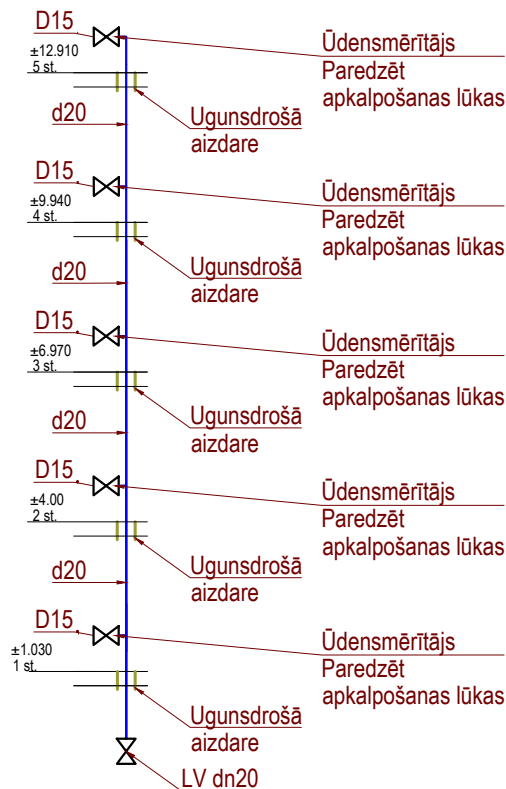 D15
Ūdensmērītājs
±12.910
5 st.
Paredzēt
apkalpošanas lūkas
d20
Ugunsdrošā
aizdare
D15
Ūdensmērītājs
±9.940
4 st.
Paredzēt
apkalpošanas lūkas
d20
Ugunsdrošā
aizdare
D15
Ūdensmērītājs
±6.970
3 st.
Paredzēt
apkalpošanas lūkas
d20
Ugunsdrošā
aizdare
D15
Ūdensmērītājs
±4.00
2 st.
Paredzēt
apkalpošanas lūkas
d20
Ugunsdrošā
aizdare
D15
Ūdensmērītājs
±1.030
1 st.
Paredzēt
apkalpošanas lūkas
Ugunsdrošā
aizdare
LV dn20